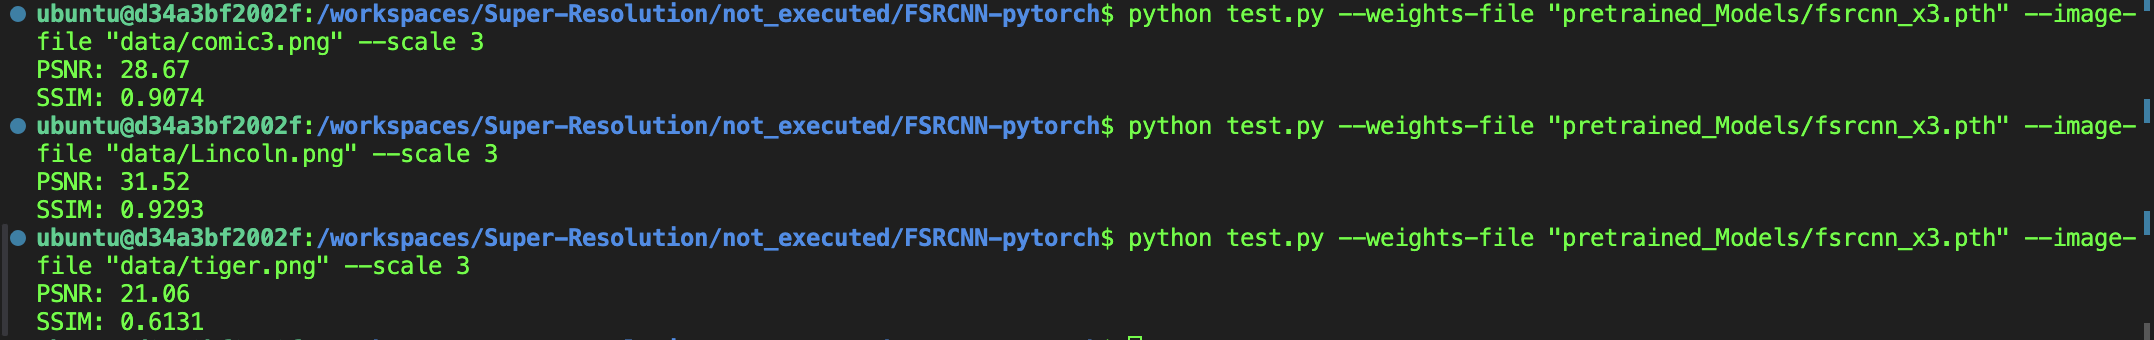 ubuntu@d34a3bf2002f:/workspaces/Super-Resolution/not_executed/FSRCNN-pytorch$ python test.py --weights-file "pretrained_Models/fsrcnn_x3.pth" --image-
file "data/comic3.png" --scale 3
PSNR: 28.67
SSIM: 0.9074
ubuntu@d34a3bf2002f:/workspaces/Super-Resolution/not_executed/FSRCNN-pytorch$ python test.py --weights-file "pretrained_Models/fsrcnn_x3.pth" --image-
file "data/Lincoln.png" --scale 3
PSNR: 31.52
SSIM: 0.9293
ubuntu@d34a3bf2002f:/workspaces/Super-Resolution/not_executed/FSRCNN-pytorch$ python test.py --weights-file "pretrained_Models/fsrcnn_x3.pth" --image-
file "data/tiger.png" --scale 3
PSNR: 21.06
SSIM: 0.6131